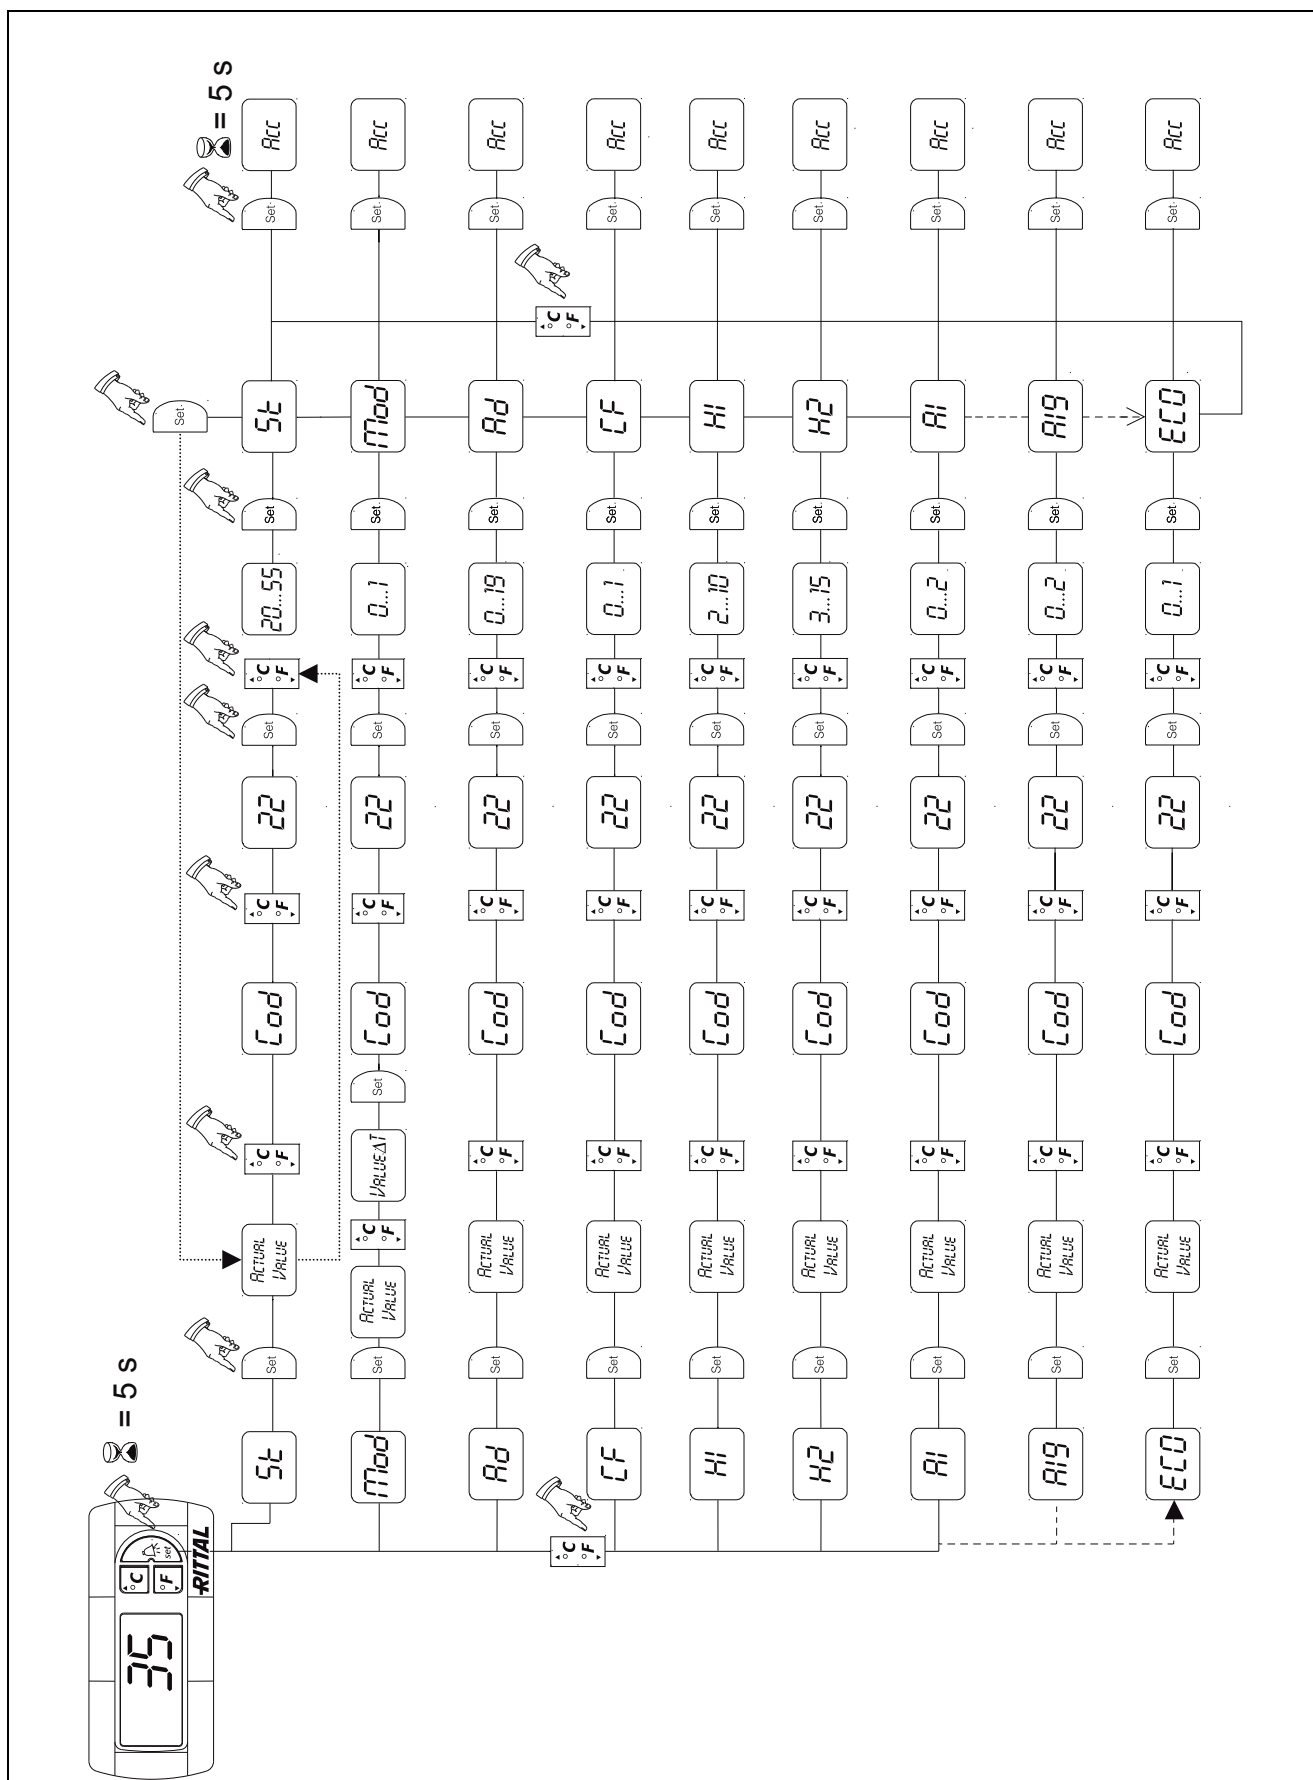 35
°C
°F
set
RITTAL
= 5 s
Set
= 5 s
St Set ACTUAL VALUE °C °F Cod °C °F 22 Set °C °F 20...55 Set St Set Acc
Mod Set ACTUAL VALUE °C °F VALUE ΔT Set Cod °C °F 22 Set °C °F 0...1 Set Mod Set Acc
Ad Set ACTUAL VALUE °C °F Cod °C °F 22 Set °C °F 0...19 Set Ad Set Acc
°C °F
°C °F
CF Set ACTUAL VALUE °C °F Cod °C °F 22 Set °C °F 0...1 Set CF Set Acc
H1 Set ACTUAL VALUE °C °F Cod °C °F 22 Set °C °F 2...10 Set H1 Set Acc
H2 Set ACTUAL VALUE °C °F Cod °C °F 22 Set °C °F 3...15 Set H2 Set Acc
A1 Set ACTUAL VALUE °C °F Cod °C °F 22 Set °C °F 0...2 Set A1 Set Acc
A19 Set ACTUAL VALUE °C °F Cod °C °F 22 Set °C °F 0...2 Set A19 Set Acc
ECO Set ACTUAL VALUE °C °F Cod °C °F 22 Set °C °F 0...1 Set ECO Set Acc